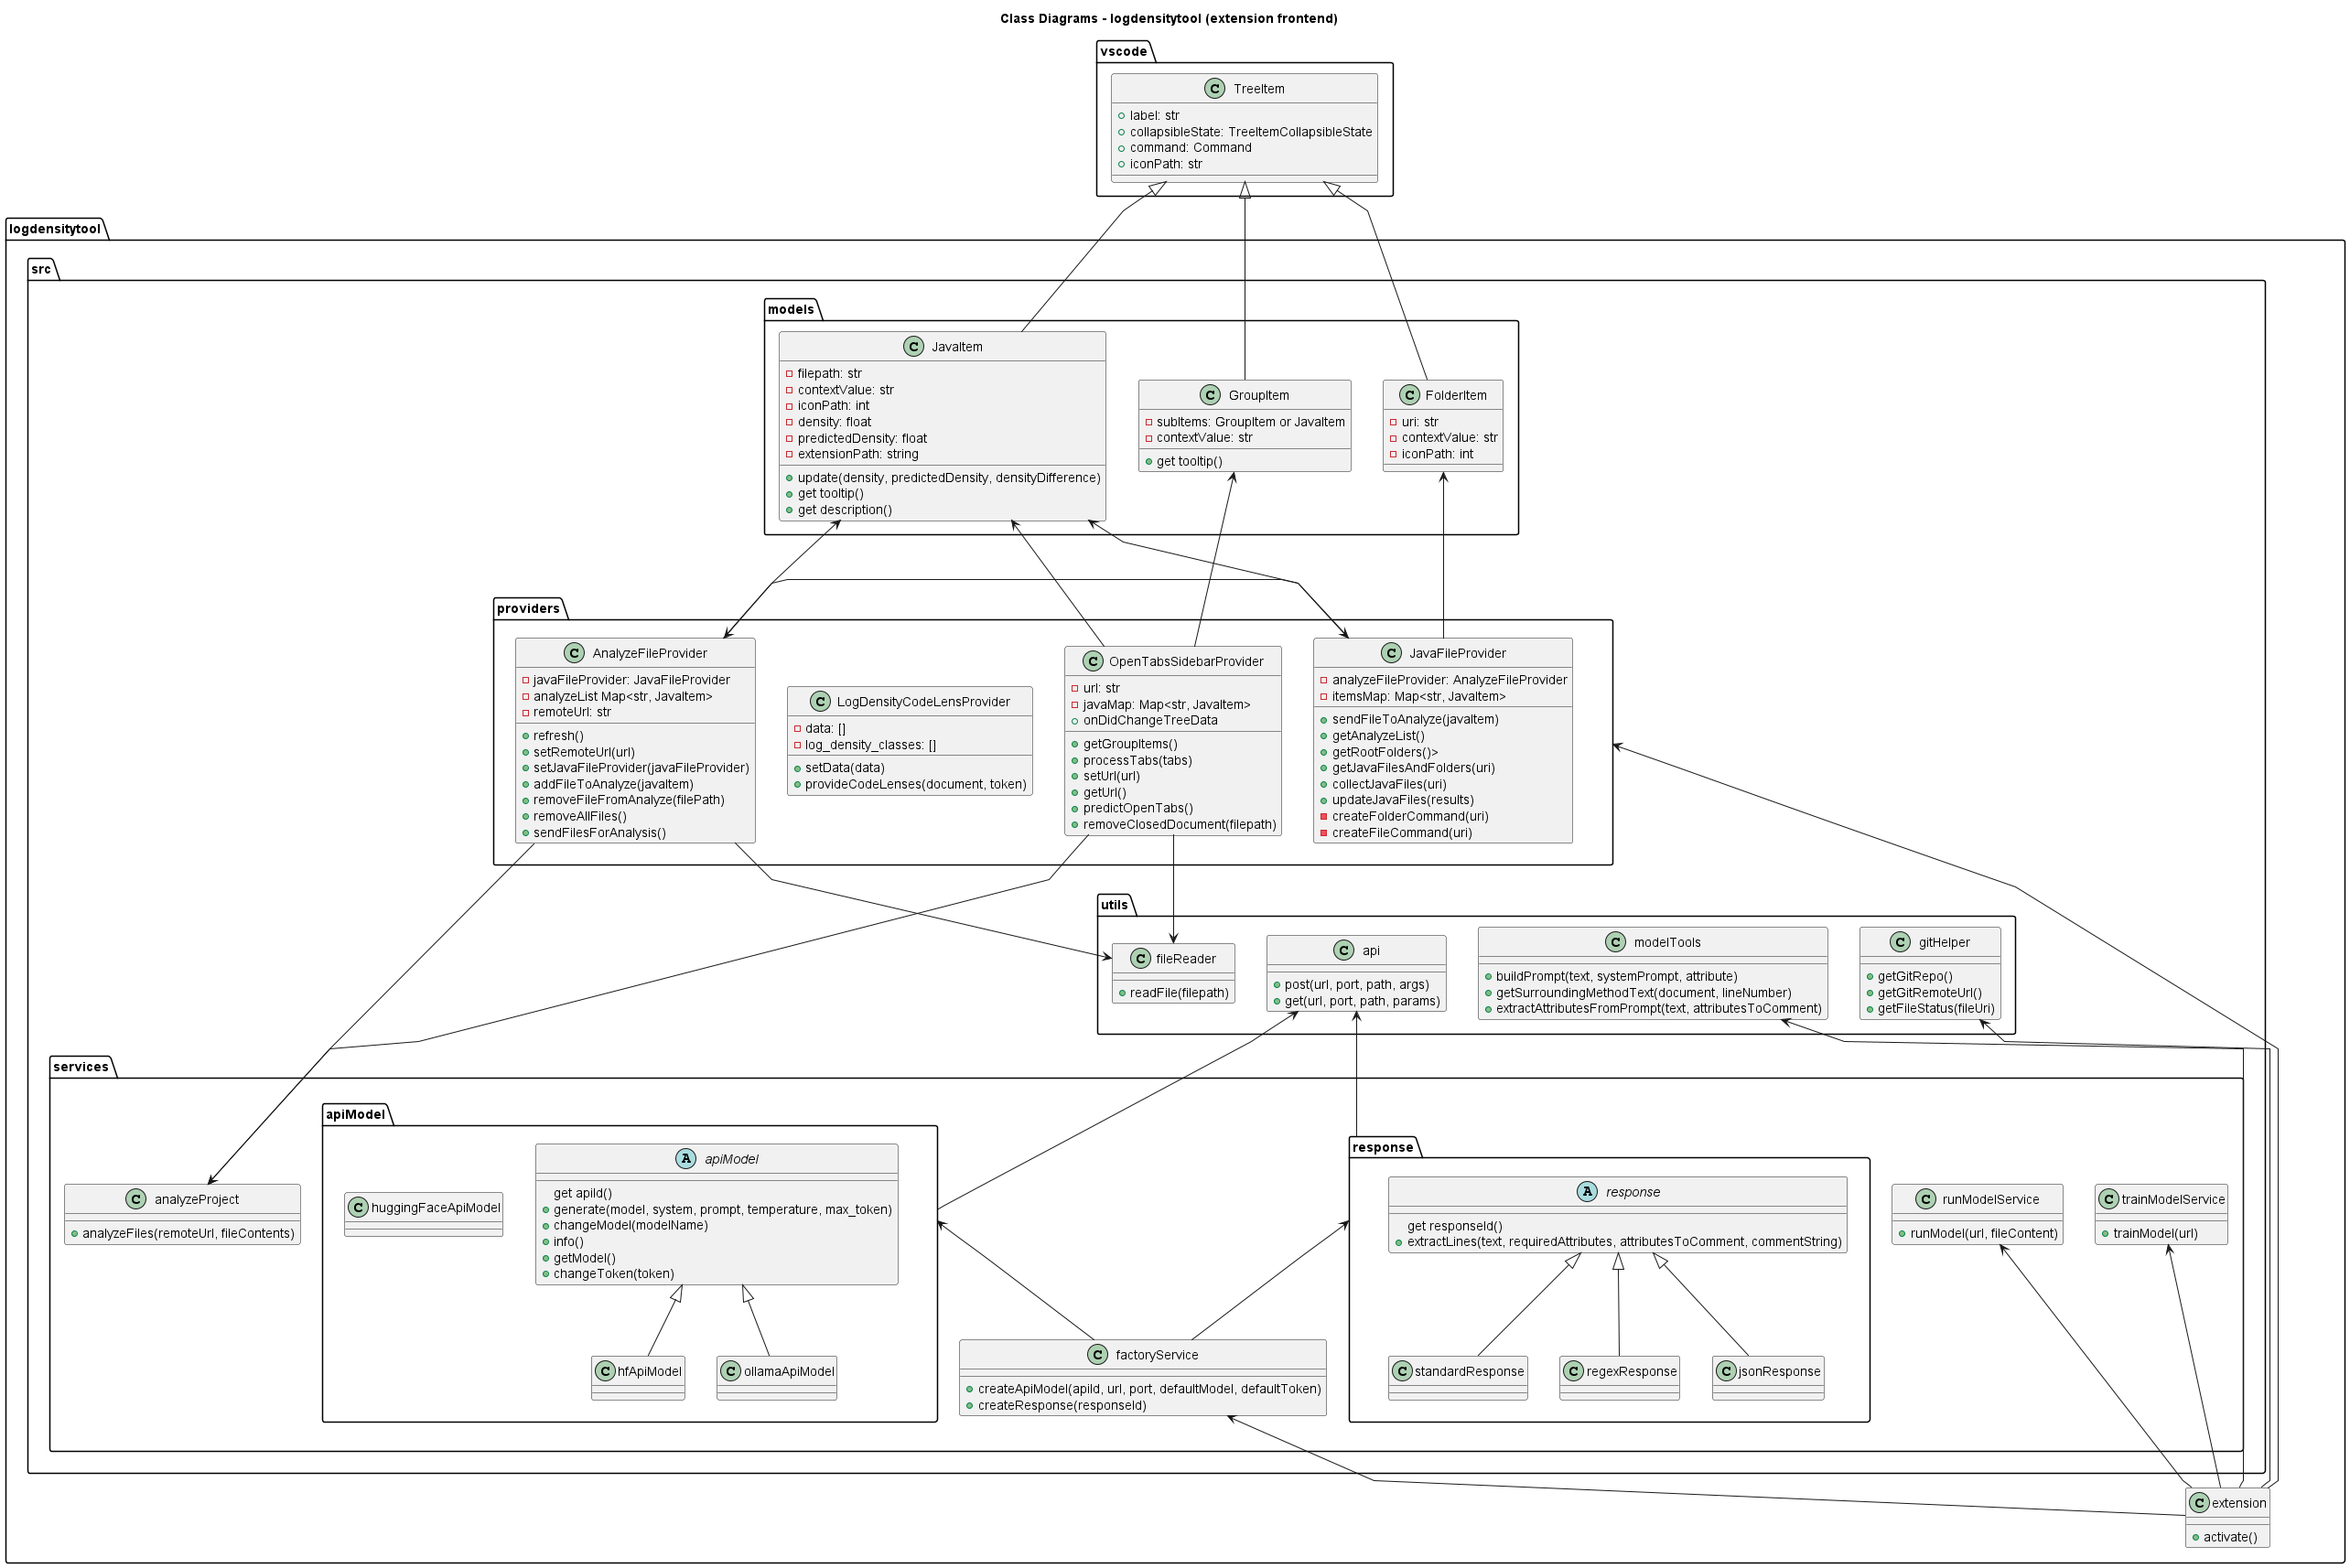 Class Diagrams - logdensitytool (extension frontend)
vscode
C TreeItem
label: str
collapsibleState: TreeItemCollapsibleState
command: Command
iconPath: str
logdensitytool
src
models
C JavaItem
filepath: str
contextValue: str
iconPath: int
density: float
predictedDensity: float
extensionPath: string
update(density, predictedDensity, densityDifference)
get tooltip()
get description()
C GroupItem
subItems: GroupItem or JavaItem
contextValue: str
get tooltip()
C FolderItem
uri: str
contextValue: str
iconPath: int
providers
C AnalyzeFileProvider
javaFileProvider: JavaFileProvider
analyzeList Map<str, JavaItem>
remoteUrl: str
refresh()
setRemoteUrl(url)
setJavaFileProvider(javaFileProvider)
addFileToAnalyze(javaItem)
removeFileFromAnalyze(filePath)
removeAllFiles()
sendFilesForAnalysis()
C LogDensityCodeLensProvider
data: []
log_density_classes: []
setData(data)
provideCodeLenses(document, token)
C OpenTabsSidebarProvider
url: str
javaMap: Map<str, JavaItem>
onDidChangeTreeData
getGroupItems()
processTabs(tabs)
setUrl(url)
getUrl()
predictOpenTabs()
removeClosedDocument(filepath)
C JavaFileProvider
analyzeFileProvider: AnalyzeFileProvider
itemsMap: Map<str, JavaItem>
sendFileToAnalyze(javaItem)
getAnalyzeList()
getRootFolders()>
getJavaFilesAndFolders(uri)
collectJavaFiles(uri)
updateJavaFiles(results)
createFolderCommand(uri)
createFileCommand(uri)
utils
C fileReader
readFile(filepath)
C api
post(url, port, path, args)
get(url, port, path, params)
C modelTools
buildPrompt(text, systemPrompt, attribute)
getSurroundingMethodText(document, lineNumber)
extractAttributesFromPrompt(text, attributesToComment)
C gitHelper
getGitRepo()
getGitRemoteUrl()
getFileStatus(fileUri)
services
C analyzeProject
analyzeFiles(remoteUrl, fileContents)
apiModel
C huggingFaceApiModel
A apiModel
get apiId()
generate(model, system, prompt, temperature, max_token)
changeModel(modelName)
info()
getModel()
changeToken(token)
C hfApiModel
C ollamaApiModel
C factoryService
createApiModel(apiId, url, port, defaultModel, defaultToken)
createResponse(responseId)
response
A response
get responseId()
extractLines(text, requiredAttributes, attributesToComment, commentString)
C standardResponse
C regexResponse
C jsonResponse
C runModelService
runModel(url, fileContent)
C trainModelService
trainModel(url)
C extension
activate()